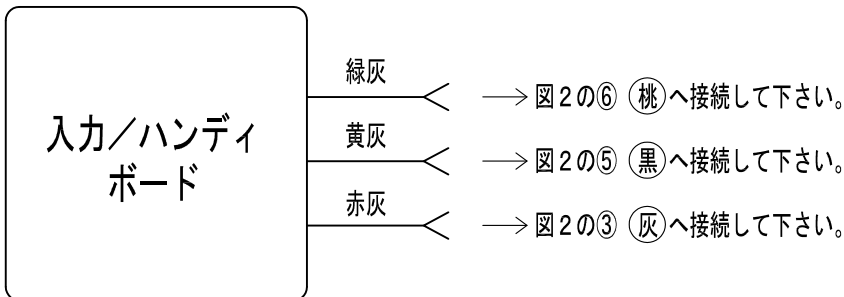 緑灰
→図2の⑥ 桃へ接続して下さい。
入力／ハンディ
ボード
黄灰
→図2の⑤ 黒へ接続して下さい。
赤灰
→図2の③ 灰へ接続して下さい。